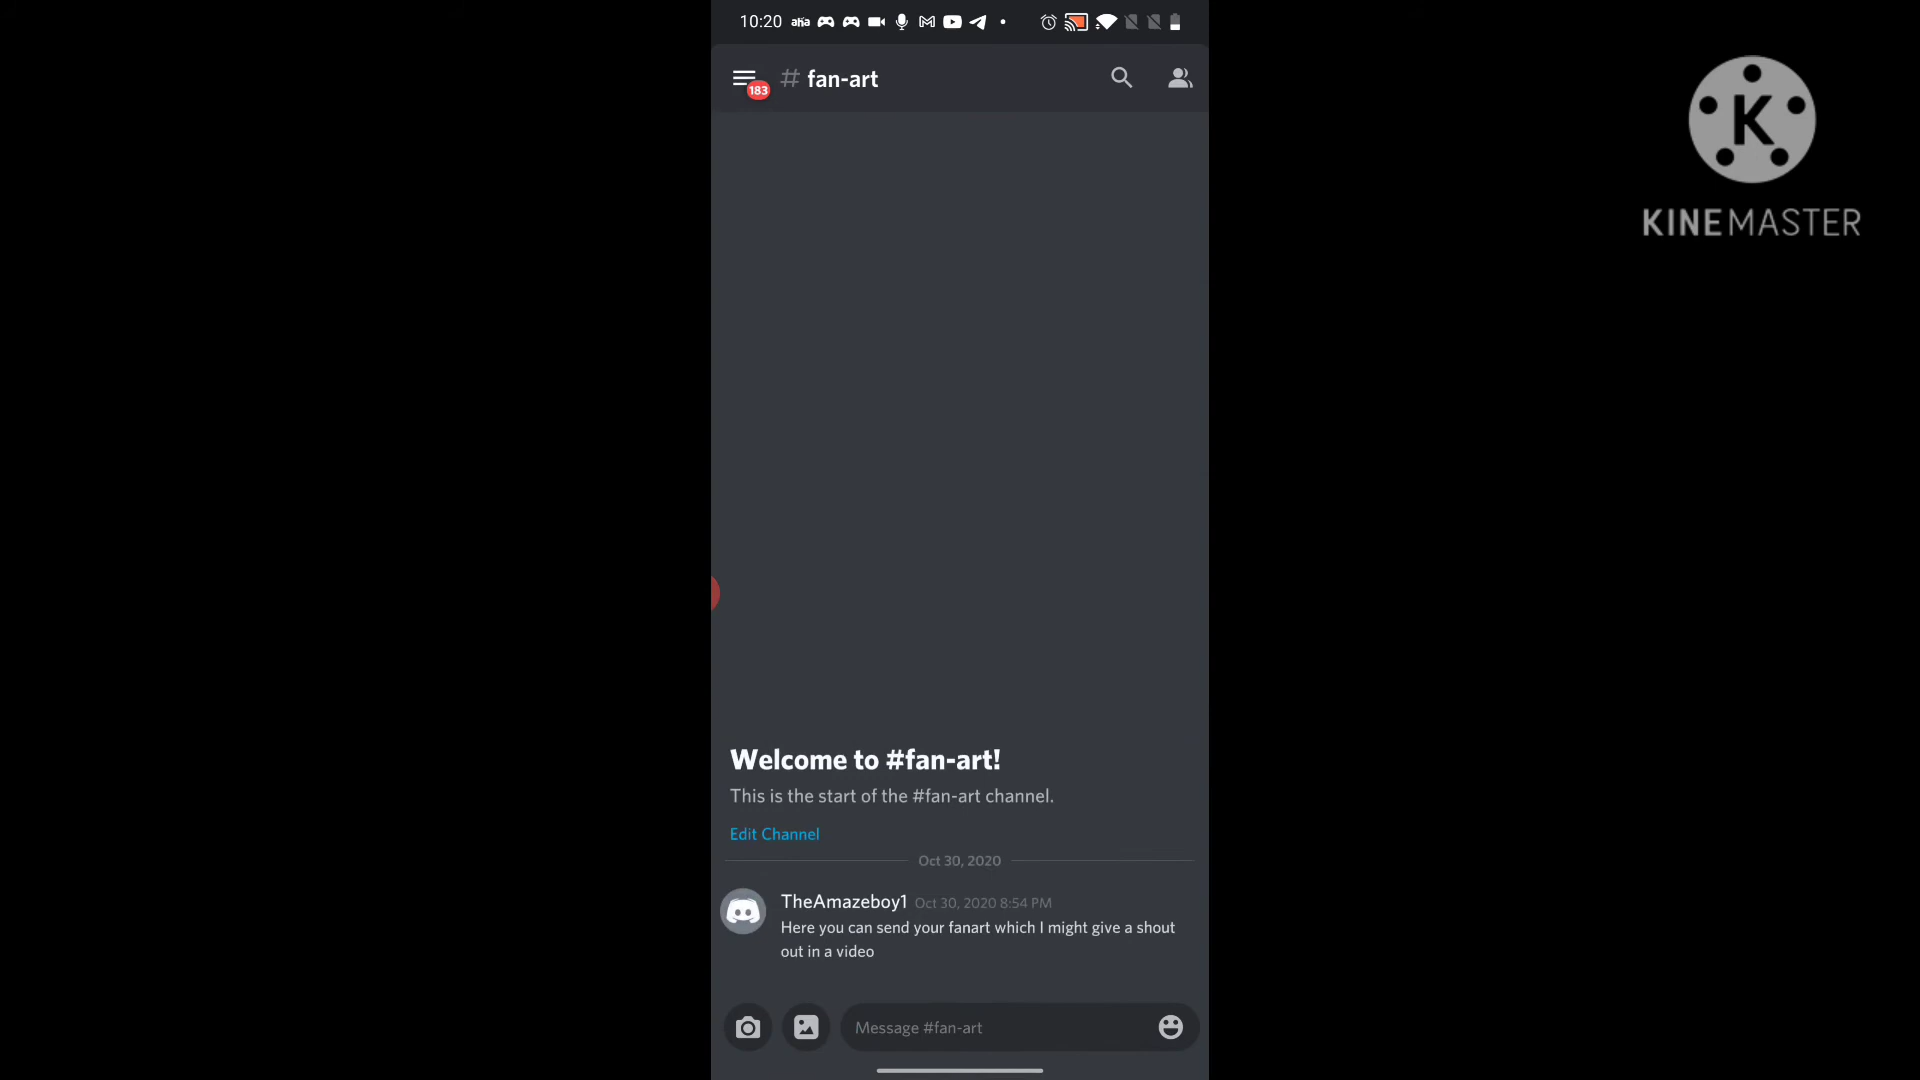 10:20 aha
183
# fan-art
K
KINEMASTER
Welcome to #fan-art!
This is the start of the #fan-art channel.
Edit Channel
Oct 30, 2020
TheAmazeboy1 Oct 30, 2020 8:54 PM
Here you can send your fanart which I might give a shout
out in a video
Message #fan-art